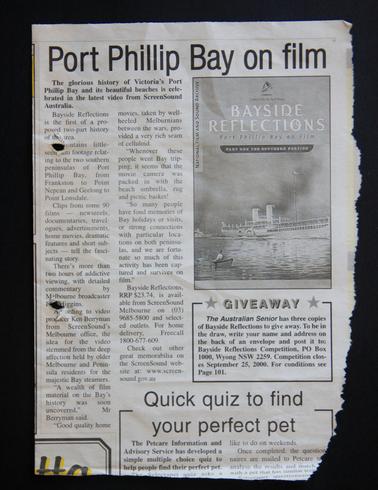 Port Phillip Bay on film
The glorious history of Victoria's Port
Phillip Bay and its beautiful beaches is cele-
brated in the latest video from ScreenSound
Australia.
Bayside Reflections
is the first of a pro-
posed two-part history
of the area.
contains little-
seen footage relat-
ing to the two southern
peninsulas of Port
Phillip Bay, from
Frankston to Point
Nepean and Geelong to
Point Lonsdale.
Clips from some 90
films — newsreels,
documentaries, travel-
ogues, advertisements,
home movies, dramatic
features and short sub-
jects — tell the fasci-
nating story.
There's more than
two hours of addictive
viewing, with detailed
commentary by
Melbourne broadcaster
According to video
producer Ken Berryman
from ScreenSound's
Melbourne office, the
idea for the video
stemmed from the deep
affection held by older
Melbourne and Penin-
sula residents for the
majestic Bay steamers.
"A wealth of film
material on the Bay's
history was soon
uncovered," Mr
Berryman said.
"Good quality home
movies, taken by well-
heeled Melburnians
between the wars, pro-
vided a very rich seam
of celluloid.
"Whenever these
people went Bay trip-
ping, it seems that the
movie camera was
packed in with the
beach umbrella, rug
and picnic basket!
"So many people
have fond memories of
Bay holidays or visits,
or strong connections
with particular loca-
tions on both peninsu-
las, and we are fortu-
nate so much of this
activity has been cap-
tured and survives on
film."
Bayside Reflections,
RRP $23.74, is avail-
able from ScreenSound
Melbourne on (03)
9685-5800 and select-
ed outlets. For home
delivery, Freecall
1800-677-609.
Check out other
great memorabilia on
the ScreenSound web-
site at: www.screen-
sound.gov.au
NATIONAL FILM AND SOUND ARCHIVE
BAYSIDE
REFLECTIONS
Port Phillip Bay on film
PART ONE THE SOUTHERN PORTION
GIVEAWAY
The Australian Senior has three copies
of Bayside Reflections to give away. To be in
the draw, write your name and address on
the back of an envelope and post it to:
Bayside Reflections Competition, PO Box
1000, Wyong NSW 2259. Competition clos-
es September 25, 2000. For conditions see
Page 101.
Quick quiz to find
your perfect pet
The Petcare Information and
Advisory Service has developed a
simple multiple choice quiz to
help people find their perfect pet.
like to do on weekends.
Once completed, the question-
naires are mailed to Petcare
analyse the results and match